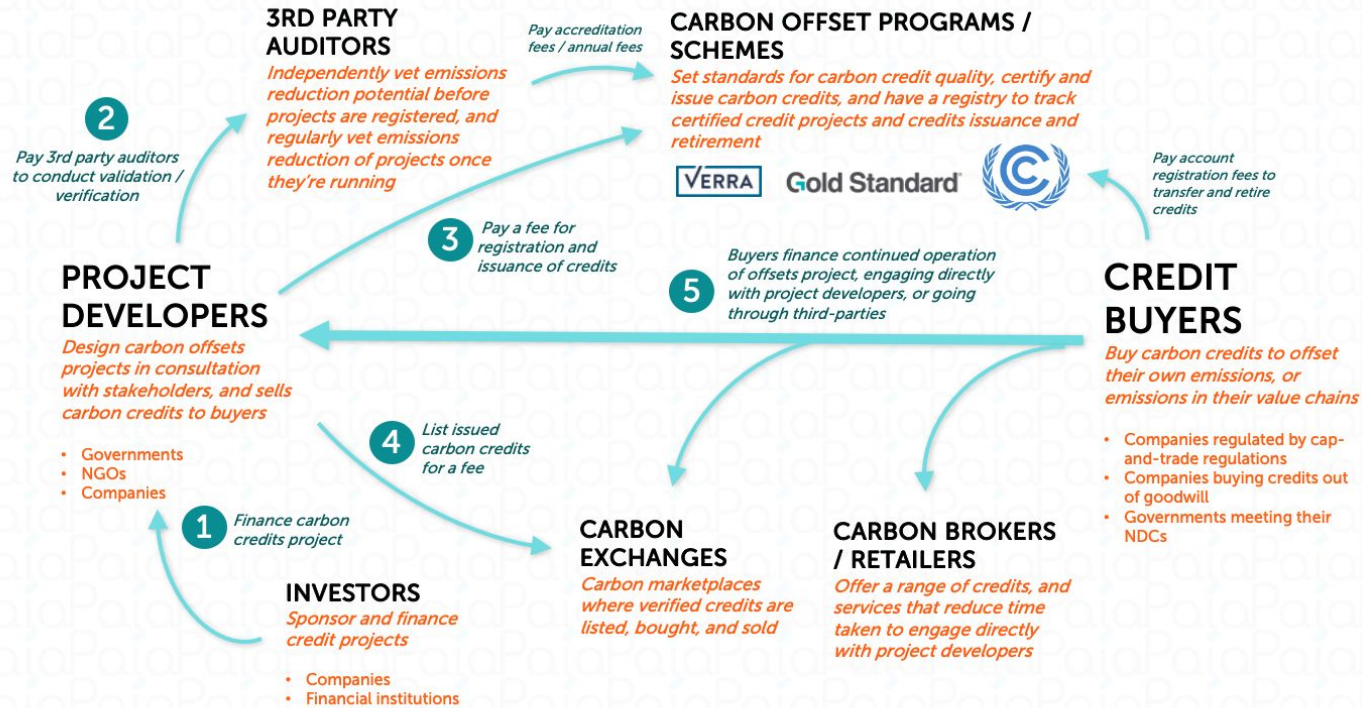 3RD PARTY
AUDITORS
Independently vet emissions
reduction potential before
projects are registered, and
regularly vet emissions
reduction of projects once
they're running
Pay accreditation
fees / annual fees
CARBON OFFSET PROGRAMS /
SCHEMES
Set standards for carbon credit quality, certify and
issue carbon credits, and have a registry to track
certified credit projects and credits issuance and
retirement
VERRA
Gold Standard
2
Pay 3rd party auditors
to conduct validation /
verification
Pay account
registration fees to
transfer and retire
credits
3
Pay a fee for
registration and
issuance of credits
5
Buyers finance continued operation
of offsets project, engaging directly
with project developers, or going
through third-parties
PROJECT
DEVELOPERS
Design carbon offsets
projects in consultation
with stakeholders, and sells
carbon credits to buyers
• Governments
• NGOs
• Companies
CREDIT
BUYERS
Buy carbon credits to offset
their own emissions, or
emissions in their value chains
• Companies regulated by cap-
and-trade regulations
• Companies buying credits out
of goodwill
• Governments meeting their
NDCs
4
List issued
carbon credits
for a fee
1
Finance carbon
credits project
INVESTORS
Sponsor and finance
credit projects
• Companies
• Financial institutions
CARBON
EXCHANGES
Carbon marketplaces
where verified credits are
listed, bought, and sold
CARBON BROKERS
/ RETAILERS
Offer a range of credits, and
services that reduce time
taken to engage directly
with project developers